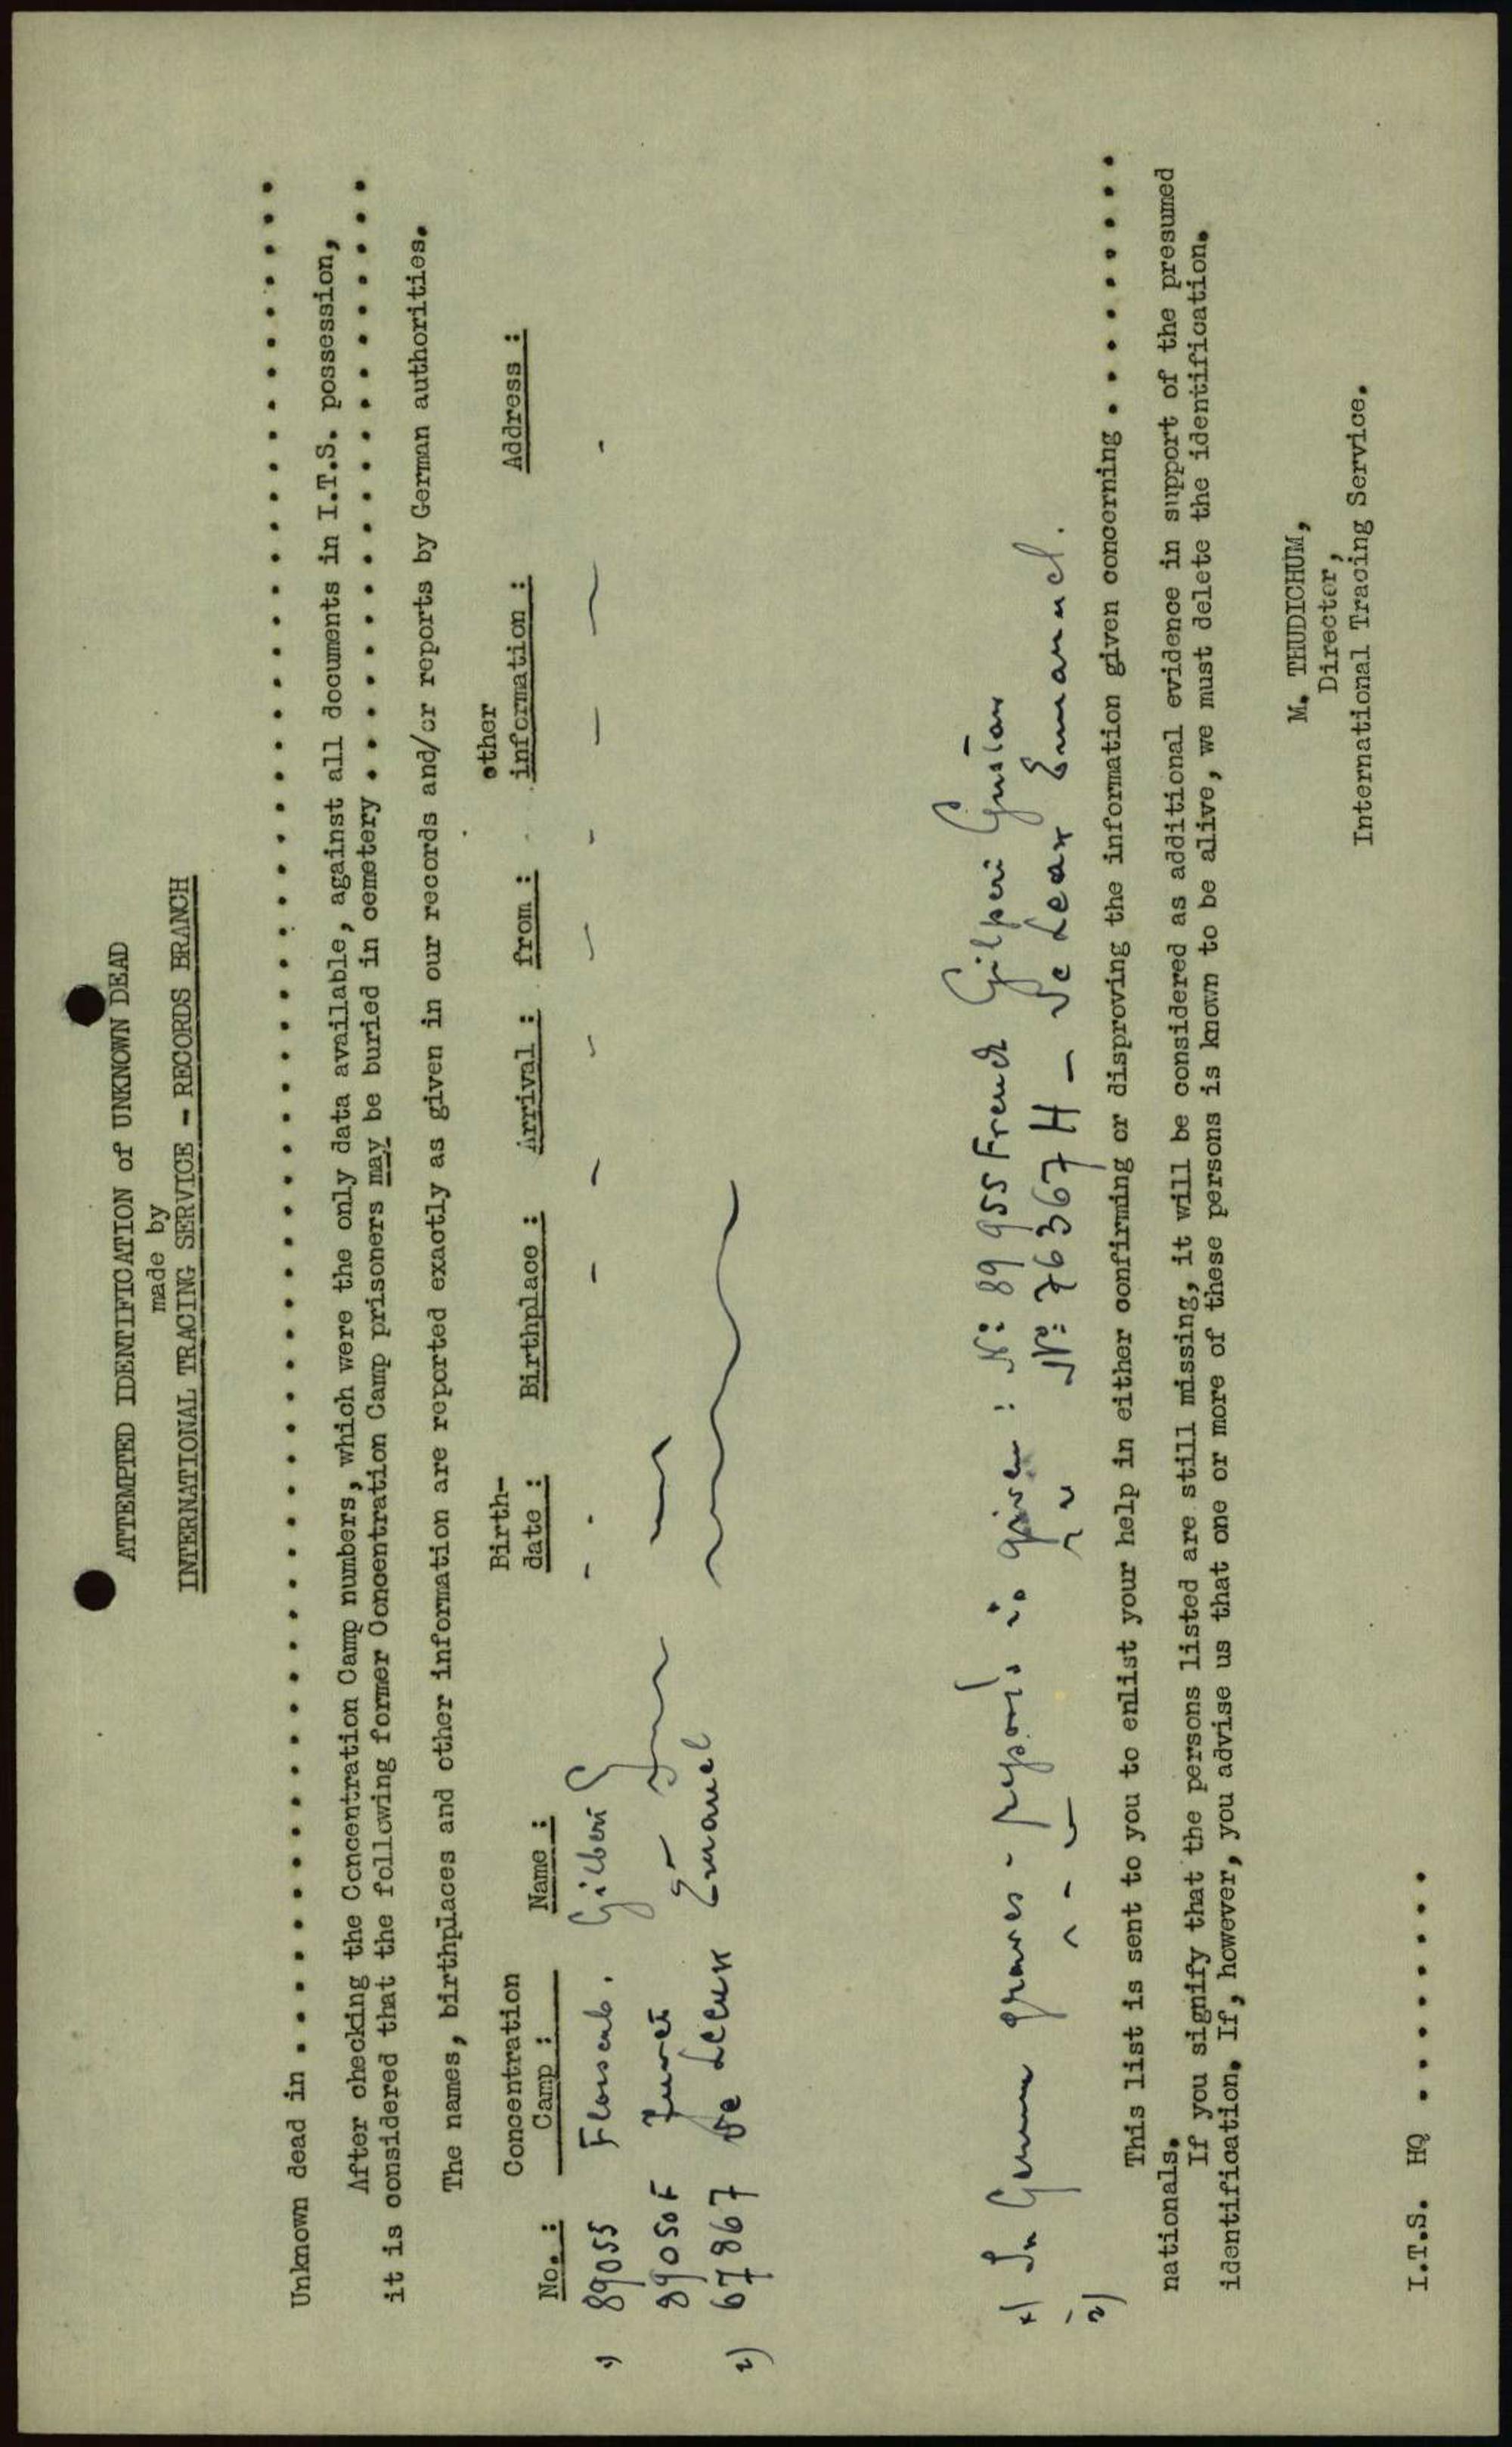 ATTEMPTED IDENTIFICATION of UNKNOWN DEAD
made by
INTERNATIONAL TRACING SERVICE - RECORDS BRANCH
Unknown dead in . . . . . . . . . . . . . . . . . . . . . . . . . . . . . . . . . . . . . . . . . . . . . . . . . .
After checking the Concentration Camp numbers, which were the only data available, against all documents in I.T.S. possession,
it is considered that the following former Concentration Camp prisoners may be buried in cemetery . . . . . . . . . . . . . . . . . .
The names, birthplaces and other information are reported exactly as given in our records and/or reports by German authorities.
No. : Concentration Camp : Name : Birth-date : Birthplace : Arrival : from : other information : Address :
1) 89055 Flossenb. Gilbert - - - - - - - - -
89050 F
2) 67867 De Leeuw Emanuel
x) In German graves - reports is given : No: 89955 French Gilperi Gustav
2) No: 76367 H - De Leax Emanuel.
This list is sent to you to enlist your help in either confirming or disproving the information given concerning . . . . . . . . . .
nationals.
If you signify that the persons listed are still missing, it will be considered as additional evidence in support of the presumed
identification. If, however, you advise us that one or more of these persons is known to be alive, we must delete the identification.
M. THUDICHUM,
Director,
International Tracing Service.
I.T.S. HQ . . . . . . . .